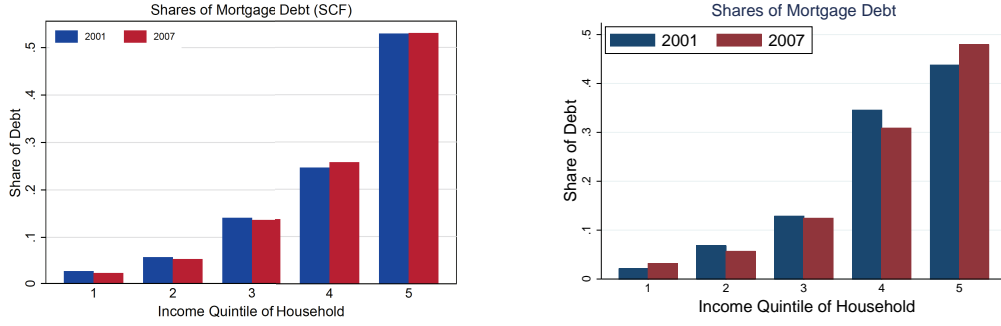 Shares of Mortgage Debt (SCF)
2001 2007
Share of Debt
.5
.4
.3
.2
.1
0
1 2 3 4 5
Income Quintile of Household
Shares of Mortgage Debt
2001 2007
Share of Debt
.5
.4
.3
.2
.1
0
1 2 3 4 5
Income Quintile of Household